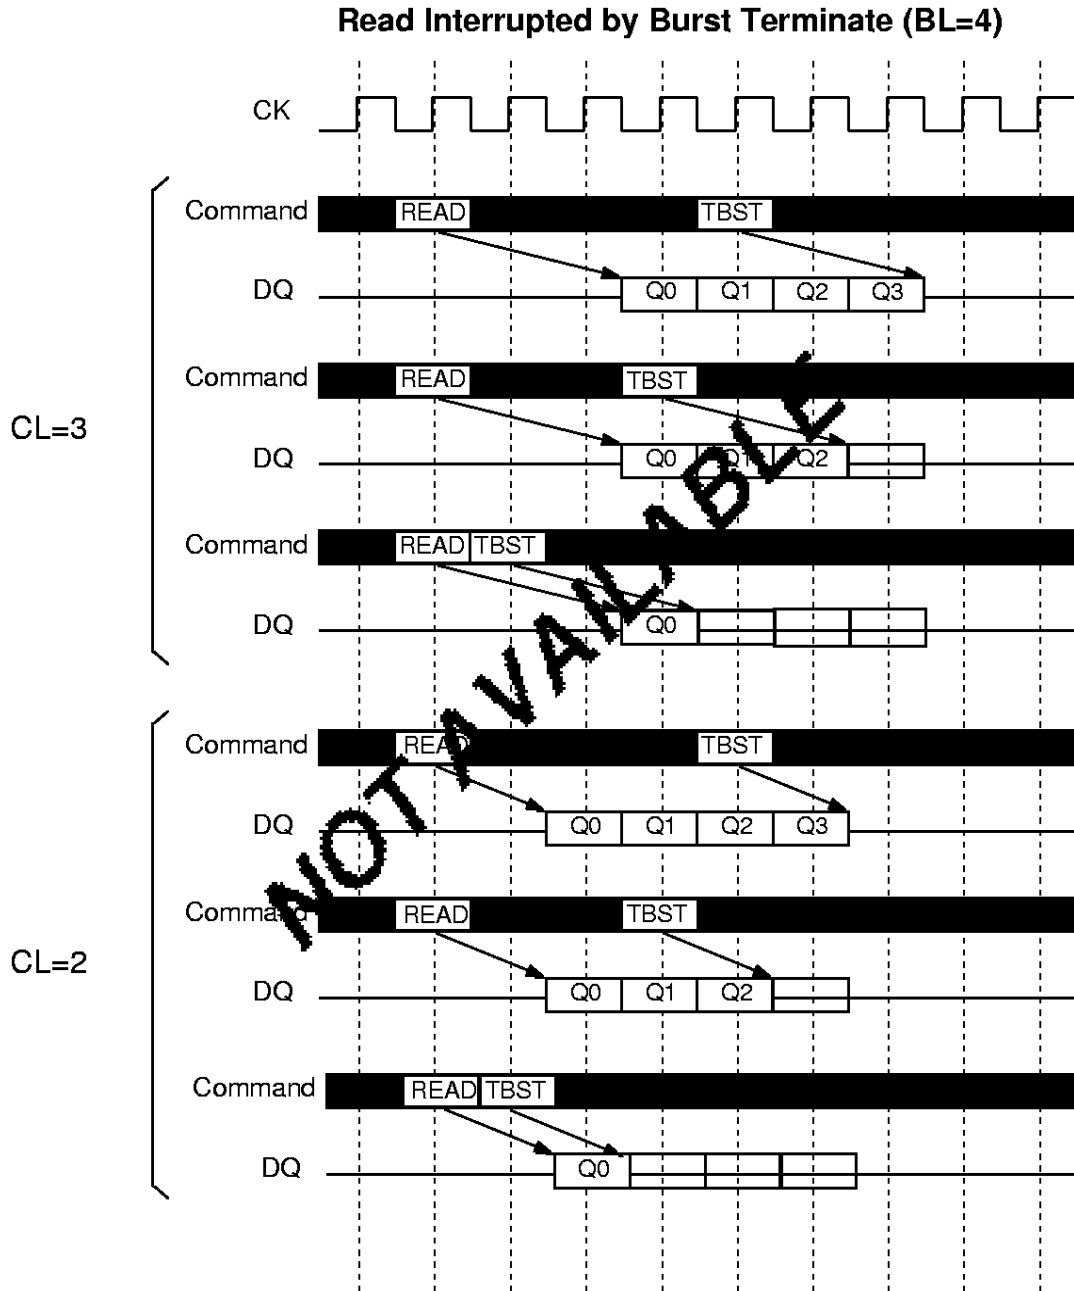 Read Interrupted by Burst Terminate (BL=4)
CK
Command READ TBST
DQ Q0 Q1 Q2 Q3
CL=3
Command READ TBST
DQ Q0 Q1 Q2
Command READ TBST
DQ Q0
NOT AVAILABLE
CL=2
Command READ TBST
DQ Q0 Q1 Q2 Q3
Command READ TBST
DQ Q0 Q1 Q2
Command READ TBST
DQ Q0